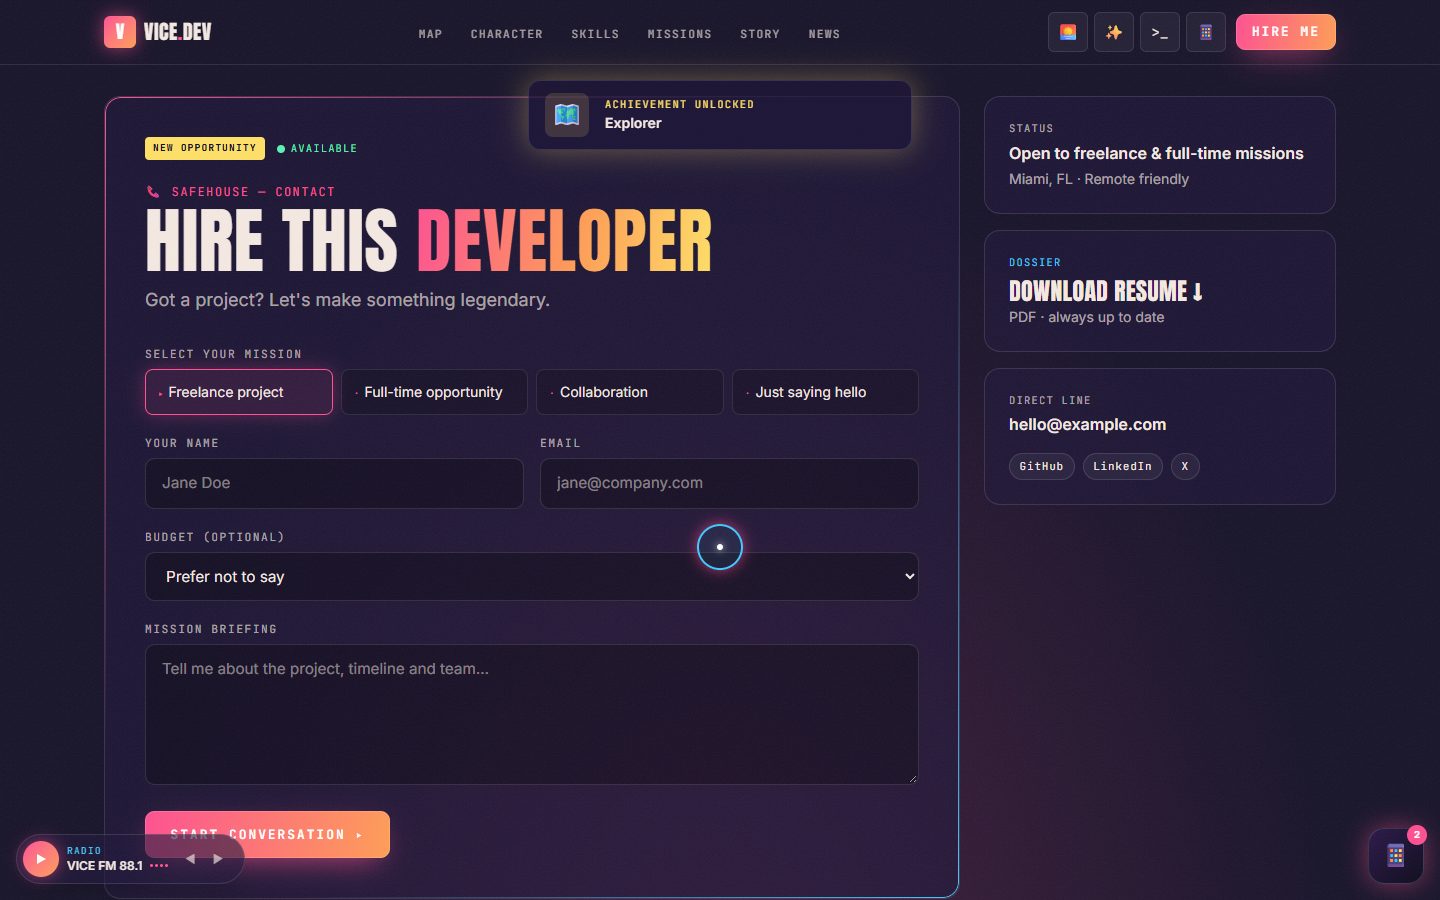 V VICE.DEV
MAP CHARACTER SKILLS MISSIONS STORY NEWS
>_
HIRE ME
ACHIEVEMENT UNLOCKED
Explorer
NEW OPPORTUNITY AVAILABLE
SAFEHOUSE — CONTACT
HIRE THIS DEVELOPER
Got a project? Let's make something legendary.
SELECT YOUR MISSION
Freelance project
Full-time opportunity
Collaboration
Just saying hello
YOUR NAME
Jane Doe
EMAIL
jane@company.com
BUDGET (OPTIONAL)
Prefer not to say
MISSION BRIEFING
Tell me about the project, timeline and team...
START CONVERSATION ▸
RADIO
VICE FM 88.1
STATUS
Open to freelance & full-time missions
Miami, FL · Remote friendly
DOSSIER
DOWNLOAD RESUME ⬇
PDF · always up to date
DIRECT LINE
hello@example.com
GitHub LinkedIn X
2